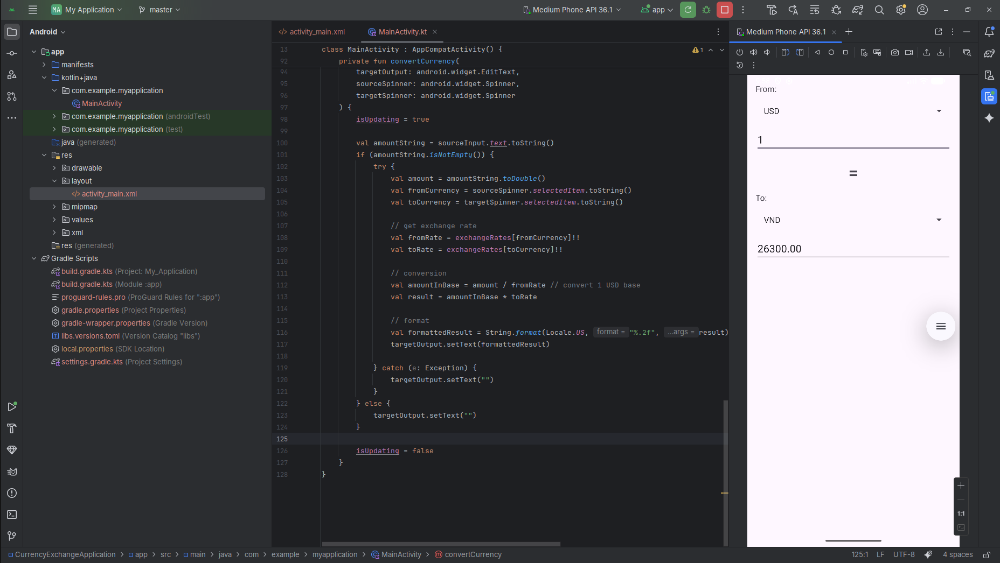 MA My Application
master
Medium Phone API 36.1
app
Android
app
manifests
kotlin+java
com.example.myapplication
MainActivity
com.example.myapplication (androidTest)
com.example.myapplication (test)
java (generated)
res
drawable
layout
activity_main.xml
mipmap
values
xml
res (generated)
Gradle Scripts
build.gradle.kts (Project: My_Application)
build.gradle.kts (Module :app)
proguard-rules.pro (ProGuard Rules for ":app")
gradle.properties (Project Properties)
gradle-wrapper.properties (Gradle Version)
libs.versions.toml (Version Catalog "libs")
local.properties (SDK Location)
settings.gradle.kts (Project Settings)
activity_main.xml
MainActivity.kt
13 class MainActivity : AppCompatActivity() {
1
92 private fun convertCurrency(
94 targetOutput: android.widget.EditText,
95 sourceSpinner: android.widget.Spinner,
96 targetSpinner: android.widget.Spinner
97 ) {
98 isUpdating = true
99
100 val amountString = sourceInput.text.toString()
101 if (amountString.isNotEmpty()) {
102 try {
103 val amount = amountString.toDouble()
104 val fromCurrency = sourceSpinner.selectedItem.toString()
105 val toCurrency = targetSpinner.selectedItem.toString()
106
107 // get exchange rate
108 val fromRate = exchangeRates[fromCurrency]!!
109 val toRate = exchangeRates[toCurrency]!!
110
111 // conversion
112 val amountInBase = amount / fromRate // convert 1 USD base
113 val result = amountInBase * toRate
114
115 // format
116 val formattedResult = String.format(Locale.US, format = "%.2f", ...args = result)
117 targetOutput.setText(formattedResult)
118
119 } catch (e: Exception) {
120 targetOutput.setText("")
121 }
122 } else {
123 targetOutput.setText("")
124 }
125
126 isUpdating = false
127 }
128 }
Medium Phone API 36.1
From:
USD
1
=
To:
VND
26300.00
1:1
CurrencyExchangeApplication > app > src > main > java > com > example > myapplication > MainActivity > convertCurrency
125:1 LF UTF-8 4 spaces